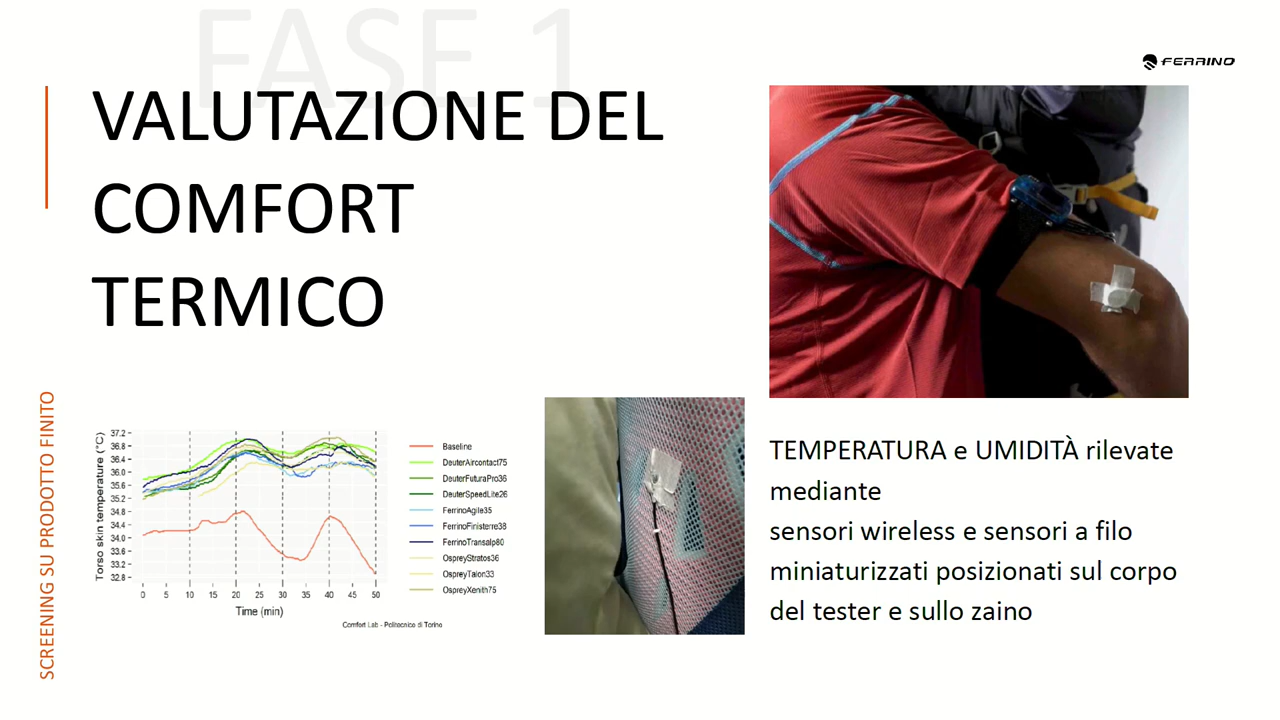 FASE 1
FERRINO
VALUTAZIONE DEL
COMFORT
TERMICO
SCREENING SU PRODOTTO FINITO
Torso skin temperature (°C)
37.2
36.8
36.4
36.0
35.6
35.2
34.8
34.4
34.0
33.6
33.2
32.8
0 5 10 15 20 25 30 35 40 45 50
Time (min)
Baseline
DeuterAircontact75
DeuterFuturaPro36
DeuterSpeedLite26
FerrinoAgile35
FerrinoFinisterre38
FerrinoTransalp80
OspreyStratos36
OspreyTalon33
OspreyXenith75
Comfort Lab - Politecnico di Torino
TEMPERATURA e UMIDITÀ rilevate
mediante
sensori wireless e sensori a filo
miniaturizzati posizionati sul corpo
del tester e sullo zaino